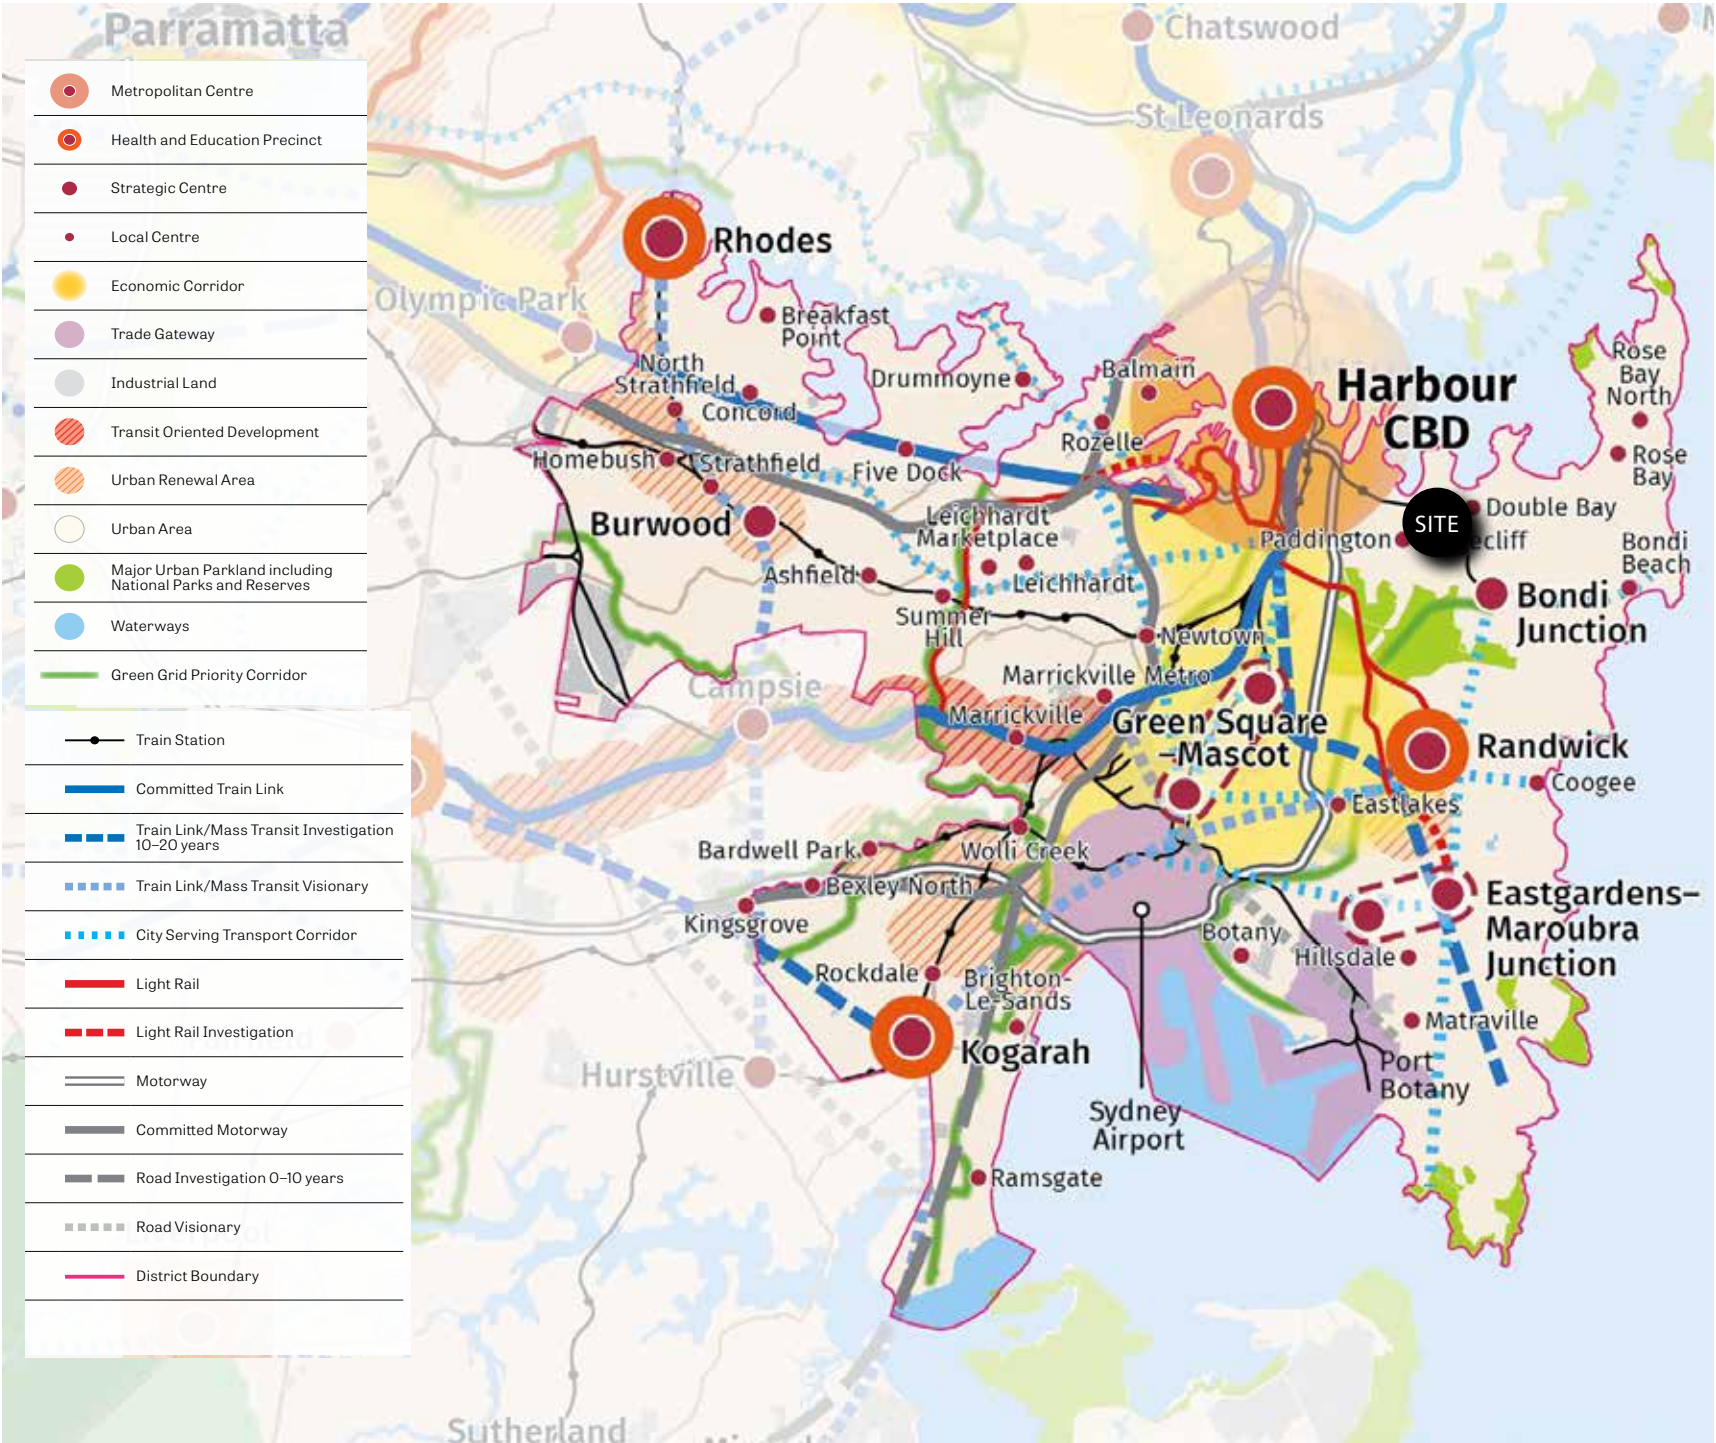 Parramatta
Metropolitan Centre
Health and Education Precinct
Strategic Centre
Local Centre
Economic Corridor
Trade Gateway
Industrial Land
Transit Oriented Development
Urban Renewal Area
Urban Area
Major Urban Parkland including
National Parks and Reserves
Waterways
Green Grid Priority Corridor
Train Station
Committed Train Link
Train Link/Mass Transit Investigation
10–20 years
Train Link/Mass Transit Visionary
City Serving Transport Corridor
Light Rail
Light Rail Investigation
Motorway
Committed Motorway
Road Investigation 0–10 years
Road Visionary
District Boundary
Chatswood
St Leonards
Rhodes
Olympic Park
Breakfast
Point
North
Strathfield
Concord
Drummoyne
Balmain
Harbour
CBD
Rose
Bay
North
Rozelle
Rose
Bay
Homebush
Strathfield
Five Dock
Burwood
Leichhardt
Marketplace
Double Bay
SITE
Paddington
ecliff
Bondi
Beach
Ashfield
Leichhardt
Bondi
Junction
Summer
Hill
Newtown
Marrickville Metro
Campsie
Marrickville
Green Square
–Mascot
Randwick
Coogee
Eastlakes
Bardwell Park
Wolli Creek
Bexley North
Kingsgrove
Eastgardens–
Maroubra
Junction
Botany
Hillsdale
Rockdale
Brighton-
Le-Sands
Matraville
Kogarah
Port
Botany
Hurstville
Sydney
Airport
Ramsgate
Sutherland